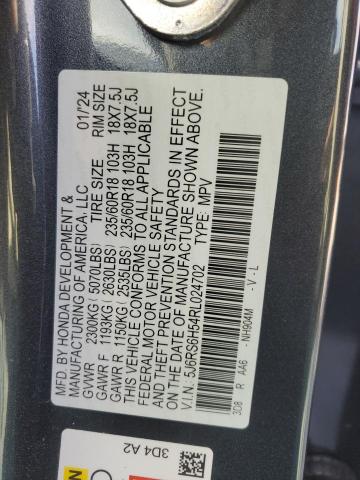 MFD. BY HONDA DEVELOPMENT &
MANUFACTURING OF AMERICA, LLC 01/24
GVWR 2300KG( 5070LBS) TIRE SIZE RIM SIZE
GAWR F 1193KG ( 2630LBS) 235/60R18 103H 18X7.5J
GAWR R 1150KG ( 2535LBS) 235/60R18 103H 18X7.5J
THIS VEHICLE CONFORMS TO ALL APPLICABLE
FEDERAL MOTOR VEHICLE SAFETY
AND THEFT PREVENTION STANDARDS IN EFFECT
ON THE DATE OF MANUFACTURE SHOWN ABOVE.
V.I.N.: 5J6RS6H54RL024702 TYPE: MPV
3D8 R AA6 -NH904M -V-L
3D4 A2